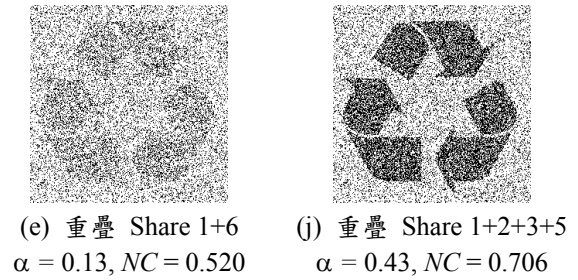 (e) 重疊 Share 1+6
α = 0.13, NC = 0.520
(j) 重疊 Share 1+2+3+5
α = 0.43, NC = 0.706